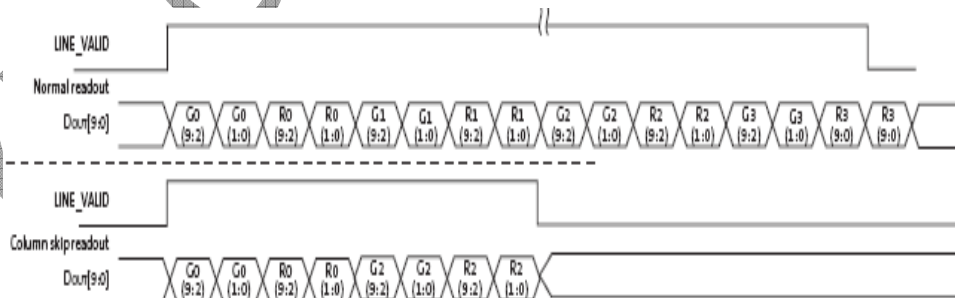 LINE_VALID
Normal readout
Dout[9:0]
G0 (9:2) G0 (1:0) R0 (9:2) R0 (1:0) G1 (9:2) G1 (1:0) R1 (9:2) R1 (1:0) G2 (9:2) G2 (1:0) R2 (9:2) R2 (1:0) G3 (9:2) G3 (1:0) R3 (9:0) R3 (9:0)
LINE_VALID
Column skip readout
Dout[9:0]
G0 (9:2) G0 (1:0) R0 (9:2) R0 (1:0) G2 (9:2) G2 (1:0) R2 (9:2) R2 (1:0)